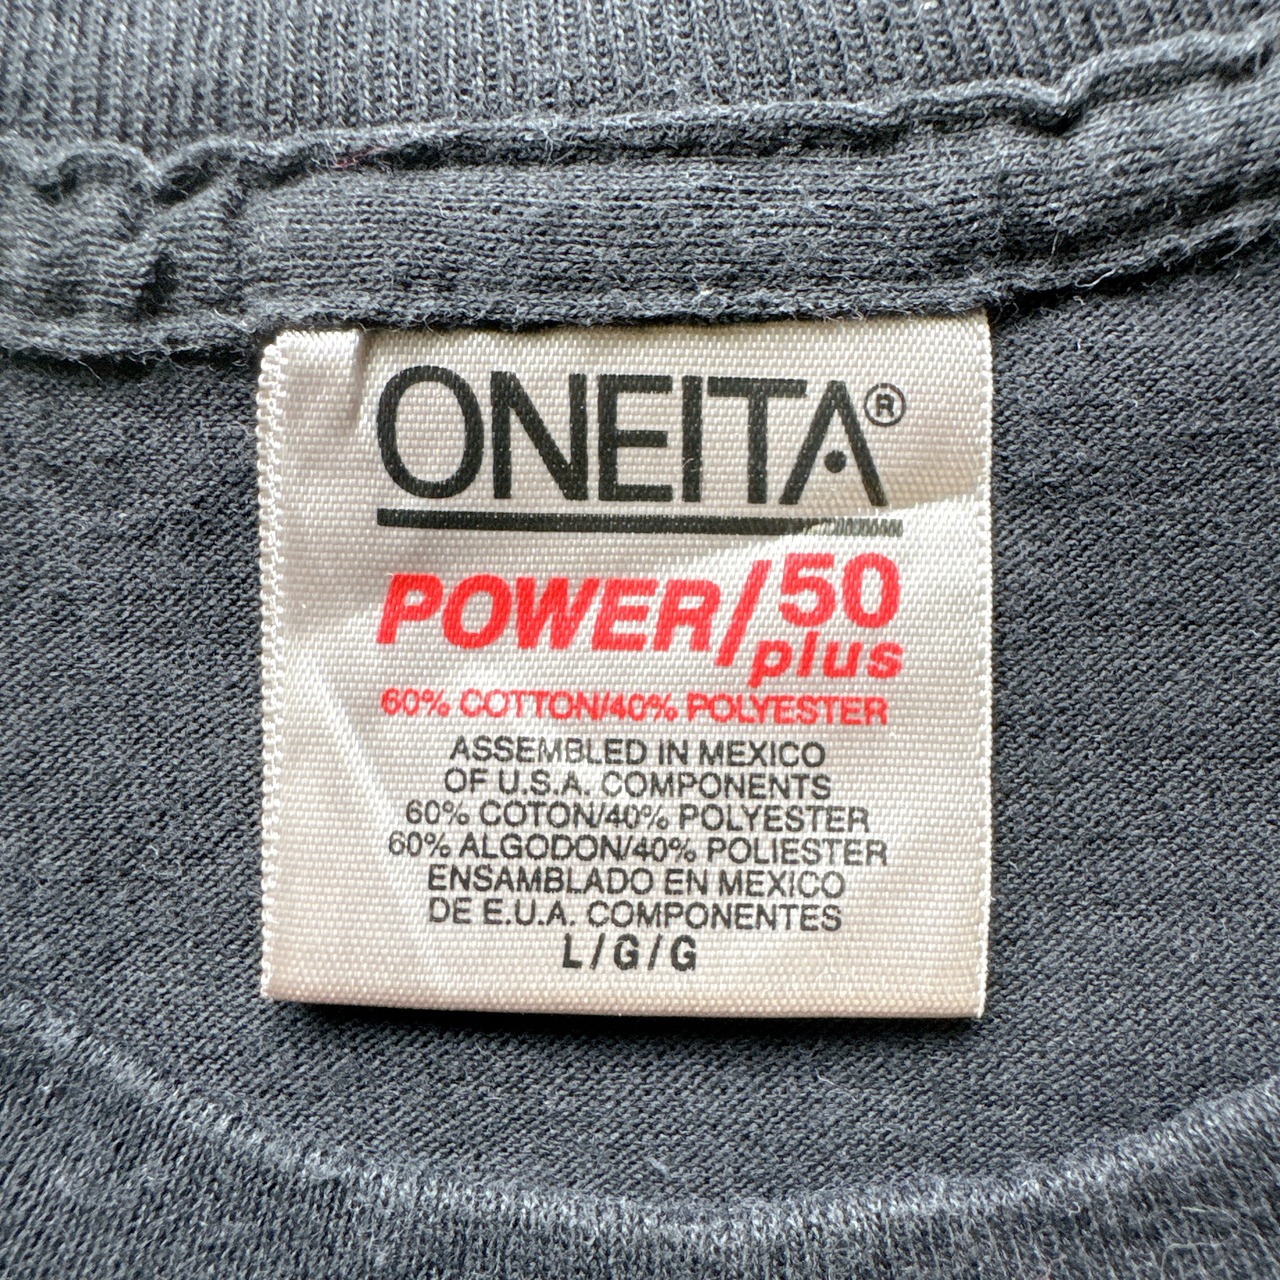 ONEITA®
POWER/50
plus
60% COTTON/40% POLYESTER
ASSEMBLED IN MEXICO
OF U.S.A. COMPONENTS
60% COTON/40% POLYESTER
60% ALGODON/40% POLIESTER
ENSAMBLADO EN MEXICO
DE E.U.A. COMPONENTES
L/G/G